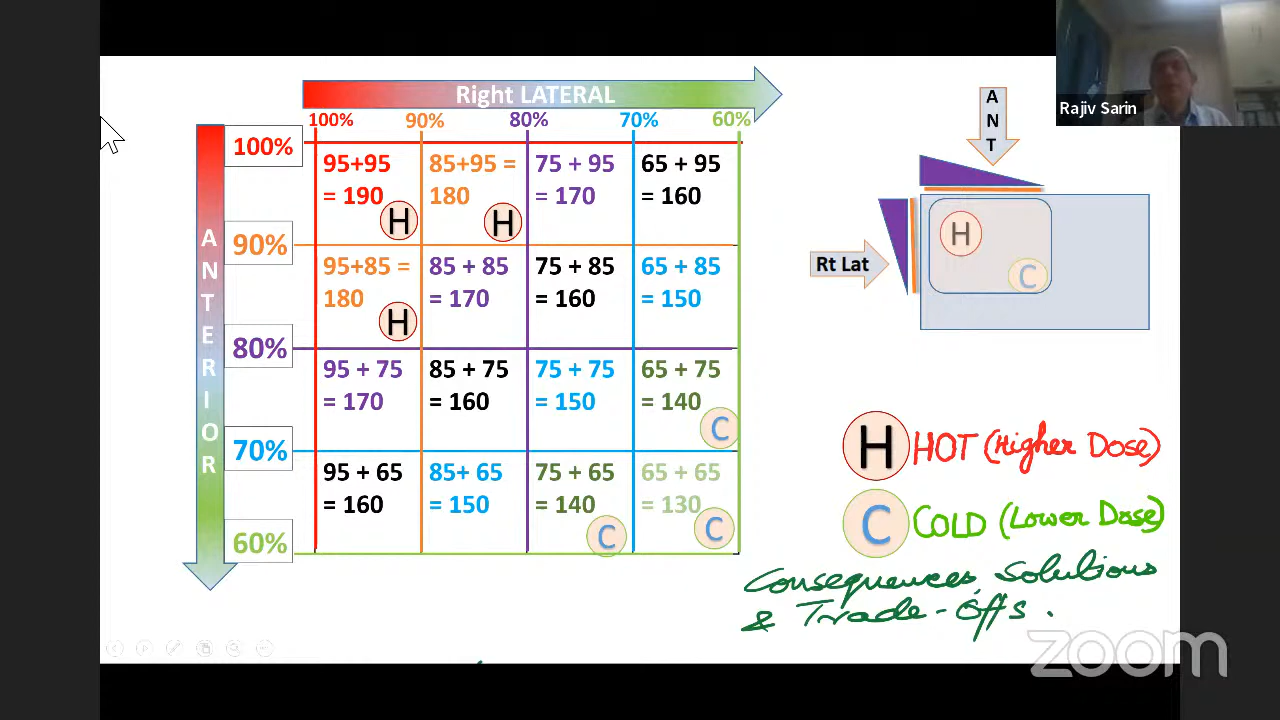 Right LATERAL
100% 90% 80% 70% 60%
ANTERIOR
100%
90%
80%
70%
60%
95+95 = 190
H
85+95 = 180
H
75 + 95 = 170
65 + 95 = 160
95+85 = 180
H
85 + 85 = 170
75 + 85 = 160
65 + 85 = 150
95 + 75 = 170
85 + 75 = 160
75 + 75 = 150
65 + 75 = 140
C
95 + 65 = 160
85+ 65 = 150
75 + 65 = 140
C
65 + 65 = 130
C
Rajiv Sarin
ANT
Rt Lat
H
C
H HOT (Higher Dose)
C COLD (Lower Dose)
Consequences, Solutions
& Trade-offs.
zoom